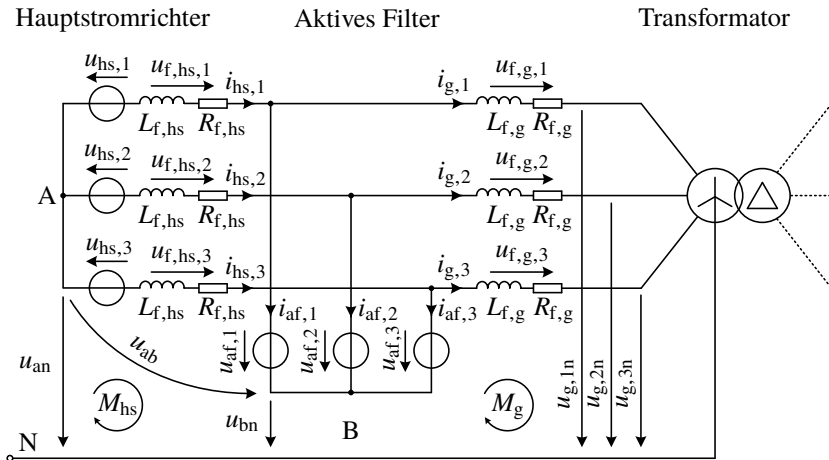 Hauptstromrichter Aktives Filter Transformator
u_hs,1 u_f,hs,1 i_hs,1 i_g,1 u_f,g,1
L_f,hs R_f,hs L_f,g R_f,g
u_hs,2 u_f,hs,2 i_hs,2 i_g,2 u_f,g,2
A
L_f,hs R_f,hs L_f,g R_f,g
u_hs,3 u_f,hs,3 i_hs,3 i_g,3 u_f,g,3
L_f,hs R_f,hs L_f,g R_f,g
i_af,1 i_af,2 i_af,3
u_an u_ab u_af,1 u_af,2 u_af,3
M_hs M_g u_g,1n u_g,2n u_g,3n
u_bn B
N